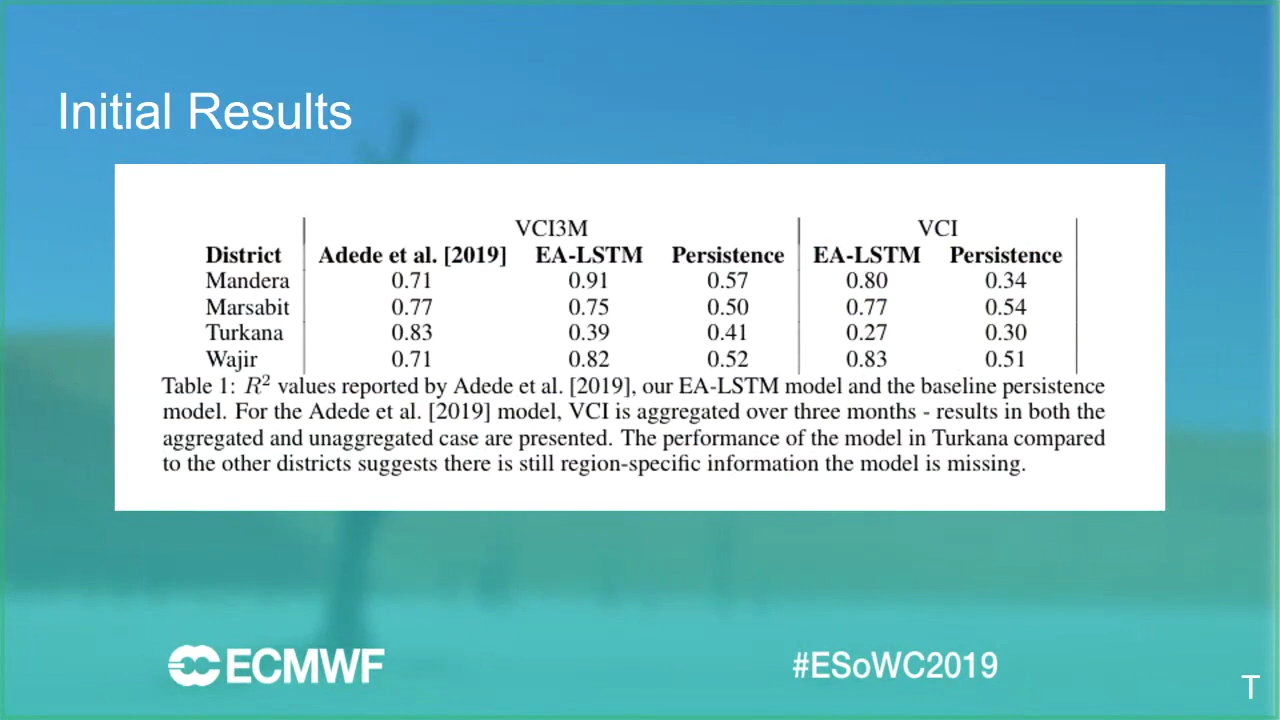 Initial Results
VCI3M VCI
District Adede et al. [2019] EA-LSTM Persistence EA-LSTM Persistence
Mandera 0.71 0.91 0.57 0.80 0.34
Marsabit 0.77 0.75 0.50 0.77 0.54
Turkana 0.83 0.39 0.41 0.27 0.30
Wajir 0.71 0.82 0.52 0.83 0.51
Table 1: R² values reported by Adede et al. [2019], our EA-LSTM model and the baseline persistence
model. For the Adede et al. [2019] model, VCI is aggregated over three months - results in both the
aggregated and unaggregated case are presented. The performance of the model in Turkana compared
to the other districts suggests there is still region-specific information the model is missing.
ECMWF
#ESoWC2019
T